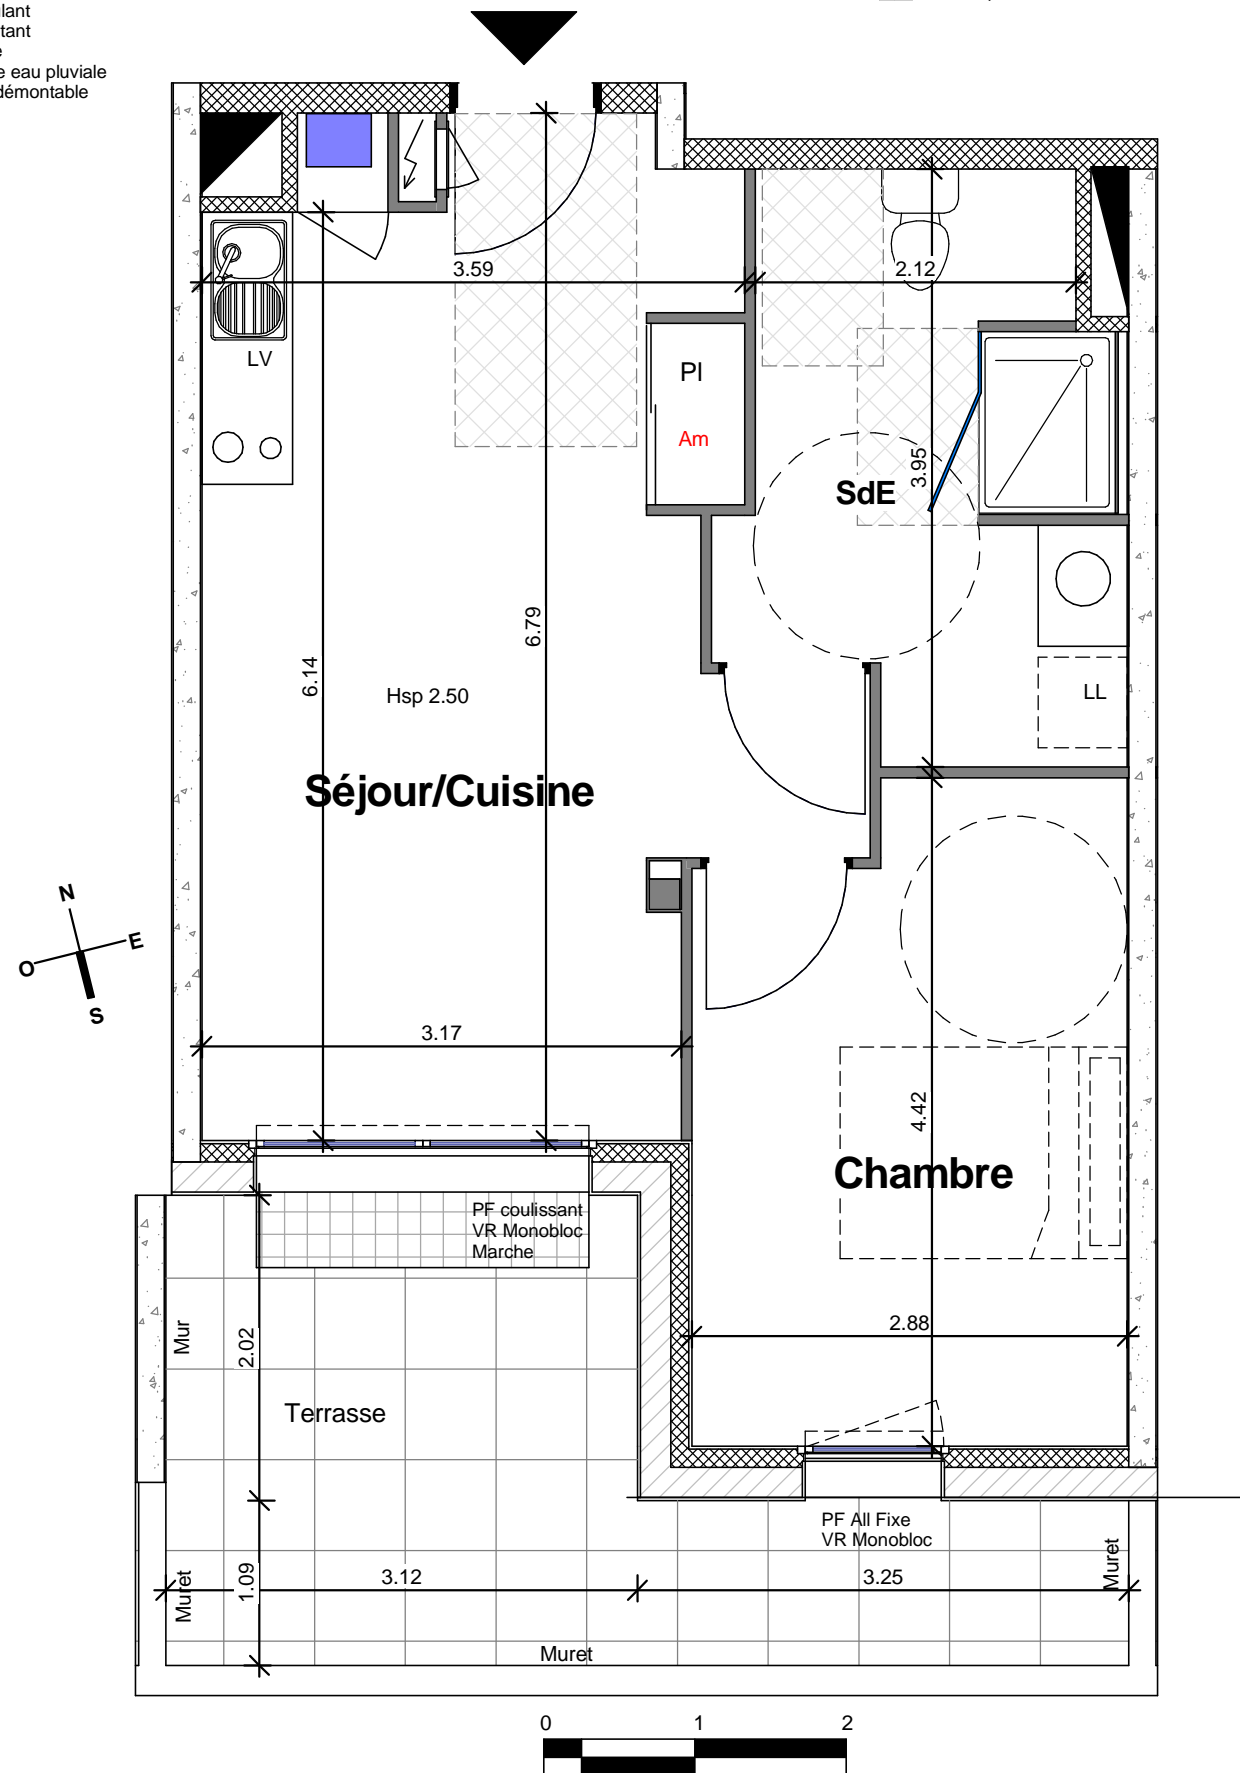 e eau pluviale
démontable
3.59
2.12
LV
Pl
Am
3.95
SdE
6.79
6.14
LL
Hsp 2.50
Séjour/Cuisine
N
E
O
S
3.17
4.42
Chambre
PF coulissant
VR Monobloc
Marche
2.88
Mur
2.02
Terrasse
PF All Fixe
VR Monobloc
Muret
1.09
3.12
3.25
Muret
Muret
0 1 2